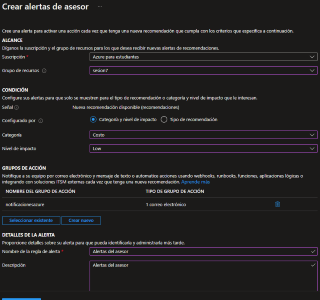 Crear alertas de asesor ...
Cree una alerta para activar una acción cada vez que tenga una nueva recomendación que cumpla con los criterios que especifica a continuación.
ALCANCE
Díganos la suscripción y el grupo de recursos para los que desea recibir nuevas alertas de recomendaciones.
Suscripción
Azure para estudiantes
Grupo de recursos
sesion7
CONDICIÓN
Configure sus alertas para que solo se muestren para el tipo de recomendación o categoría y nivel de impacto que le interesan.
Señal
Nueva recomendación disponible (recomendaciones)
Configurado por
Categoría y nivel de impacto
Tipo de recomendación
Categoría
Costo
Nivel de impacto
Low
GRUPOS DE ACCIÓN
Notifique a su equipo por correo electrónico y mensaje de texto o automatice acciones cuando webhooks, runbooks, functions, aplicaciones lógicas o
integrando con soluciones ITSM externas cada vez que tenga una nueva recomendación. Aprende más
NOMBRE DEL GRUPO DE ACCIÓN
TIPO DE GRUPO DE ACCIÓN
notificacionesazure
1 correo electrónico
Seleccionar existente
Crear nuevo
DETALLES DE LA ALERTA
Proporcione detalles sobre su alerta para que pueda identificarla y administrarla más tarde.
Nombre de la regla de alerta *
Alertas del asesor
Descripción
Alertas del asesor